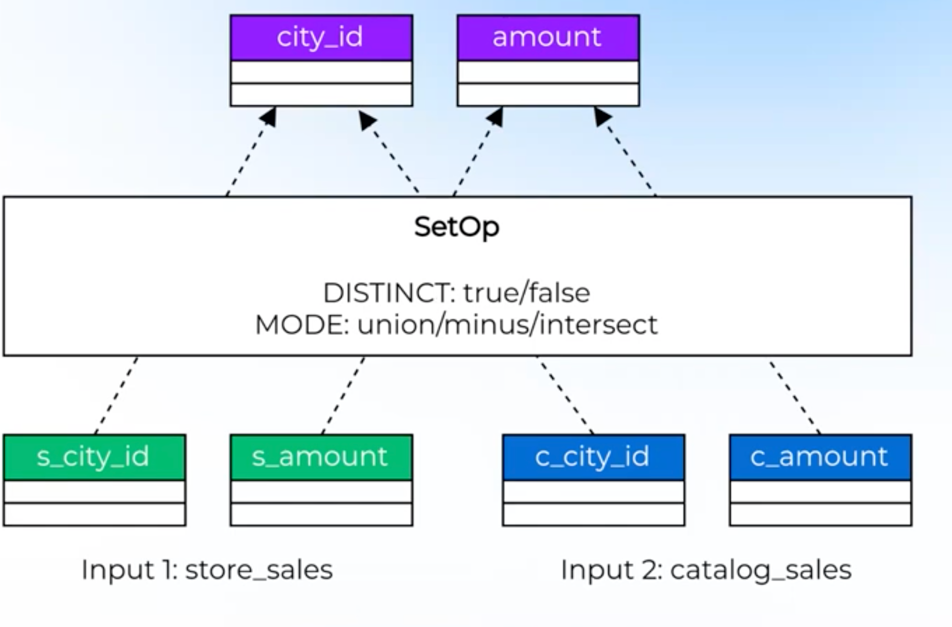 city_id
amount
SetOp
DISTINCT: true/false
MODE: union/minus/intersect
s_city_id
s_amount
c_city_id
c_amount
Input 1: store_sales
Input 2: catalog_sales